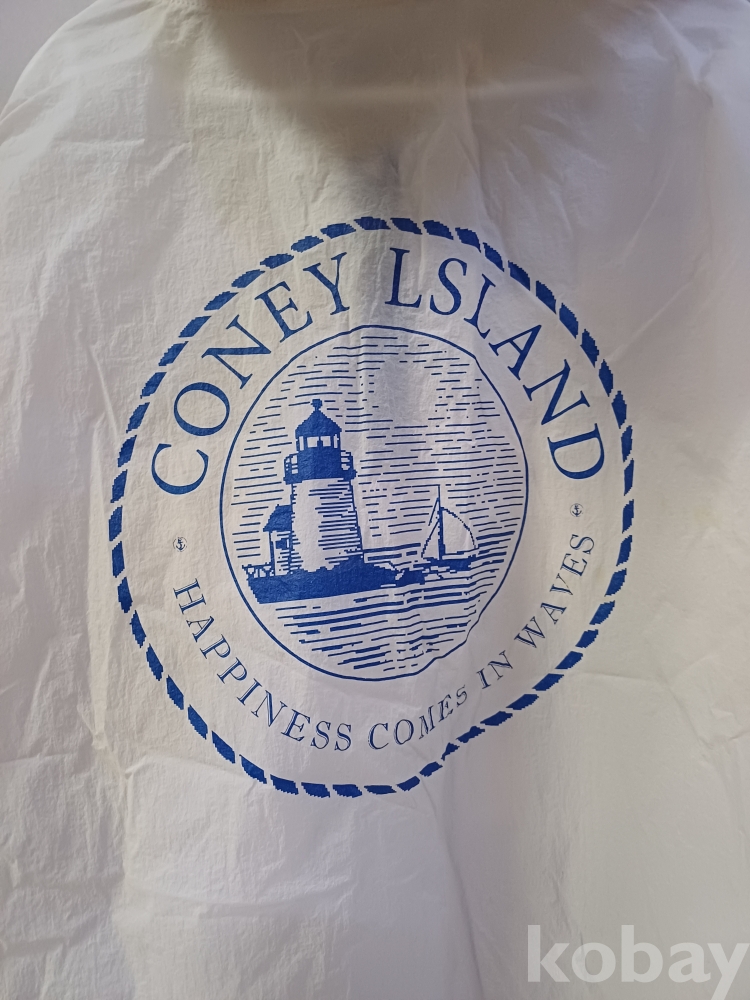 CONEY LSLAND
HAPPINESS COMES IN WAVES
kobay